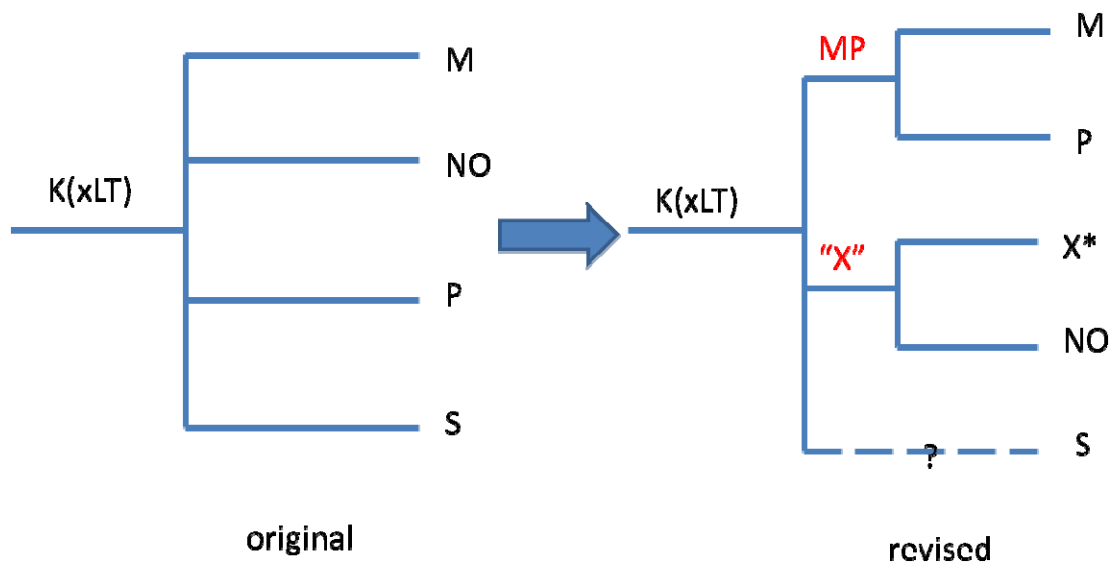 K(xLT)
M
NO
P
S
original
K(xLT)
MP
M
P
“X”
X*
NO
?
S
revised